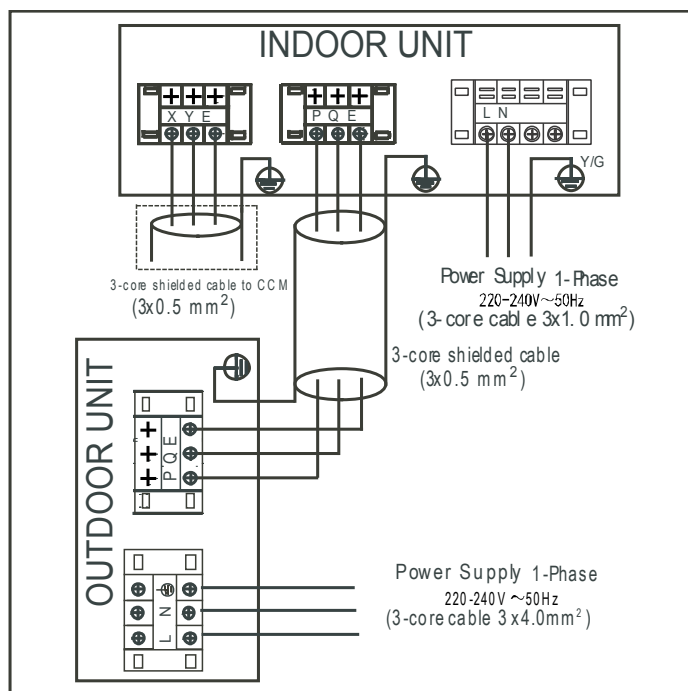 INDOOR UNIT
X Y E
P Q E
L N
Y/G
3-core shielded cable to CCM
(3x0.5 mm²)
Power Supply 1-Phase
220-240V～50Hz
(3-core cable 3x1.0 mm²)
3-core shielded cable
(3x0.5 mm²)
OUTDOOR UNIT
P Q E
L N
Power Supply 1-Phase
220-240V ～50Hz
(3-core cable 3x4.0mm²)